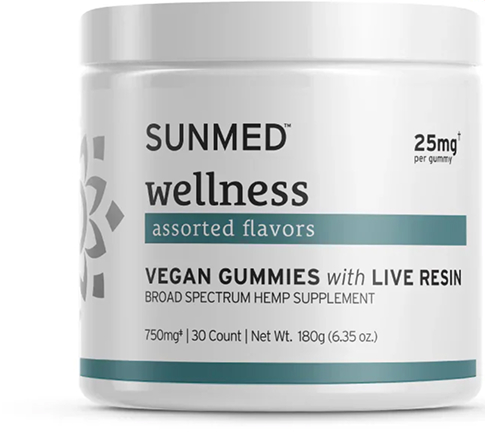 SUNMED™
25mg†
per gummy
wellness
assorted flavors
VEGAN GUMMIES with LIVE RESIN
BROAD SPECTRUM HEMP SUPPLEMENT
750mg‡ | 30 Count | Net Wt. 180g (6.35 oz.)